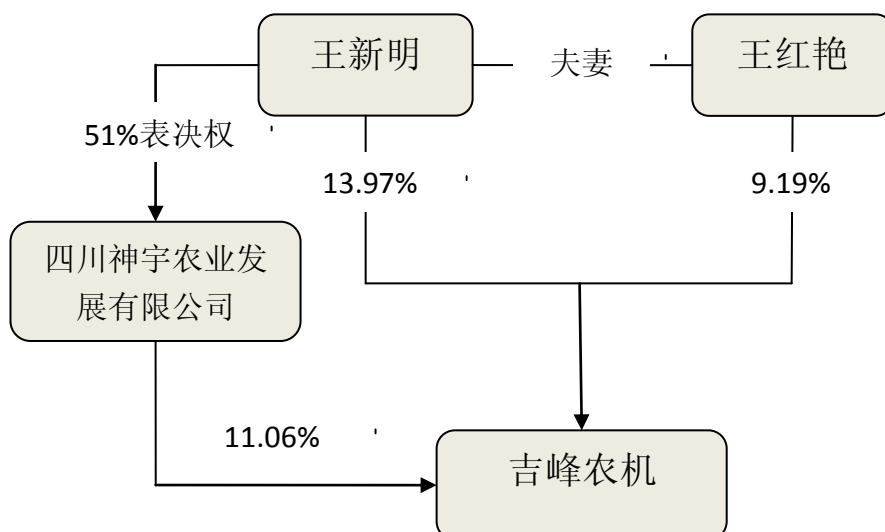 王新明
夫妻
王红艳
51%表决权
13.97%
9.19%
四川神宇农业发
展有限公司
11.06%
吉峰农机